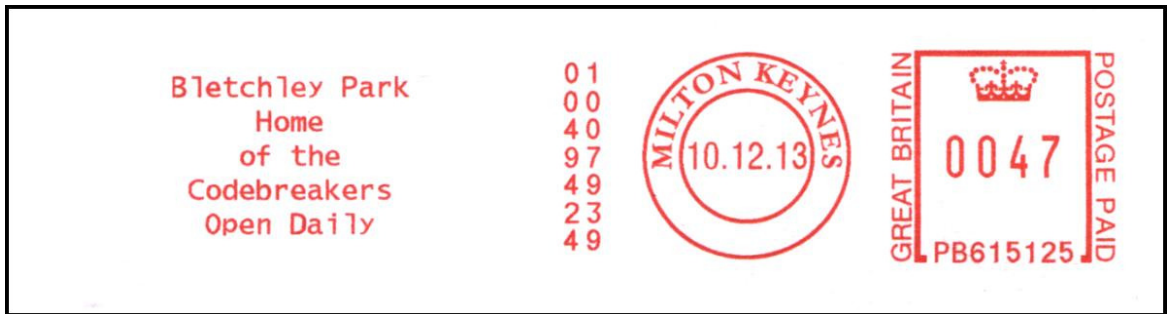 Bletchley Park
Home
of the
Codebreakers
Open Daily
01
00
40
97
49
23
49
MILTON KEYNES
10.12.13
GREAT BRITAIN
0047
PB615125
POSTAGE PAID